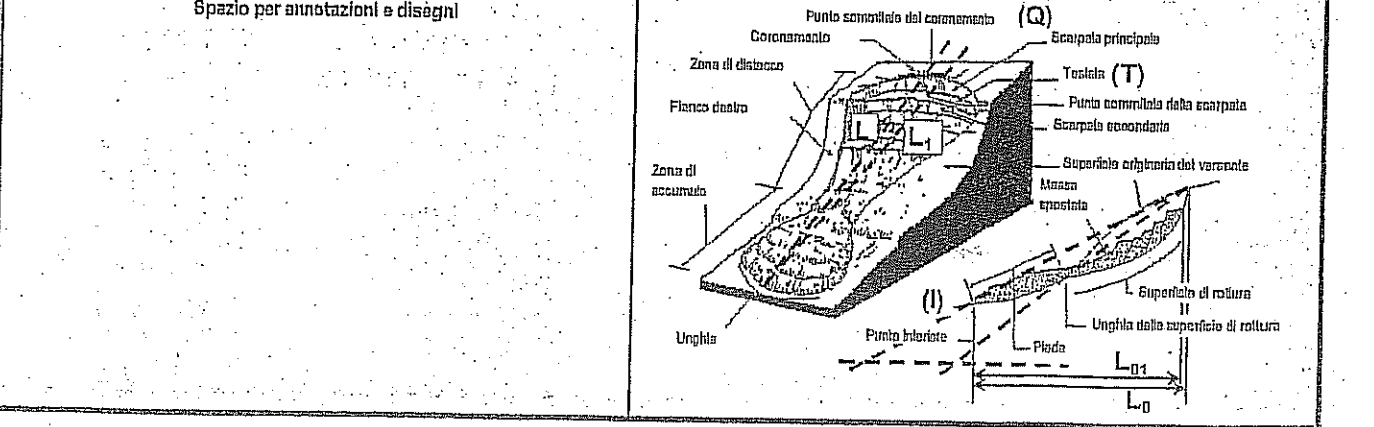 Spazio per annotazioni e disegni
Punto sommitale del coronamento (Q)
Coronamento
Scarpata principale
Zona di distacco
Testata (T)
Fianco destro
Punto sommitale della scarpata
Scarpata secondaria
L
L1
Superficie originaria del versante
Zona di
accumulo
Massa
spostata
(I)
Superficie di rottura
Unghia della superficie di rottura
Unghia
Punto Inferiore
Piede
L01
L0